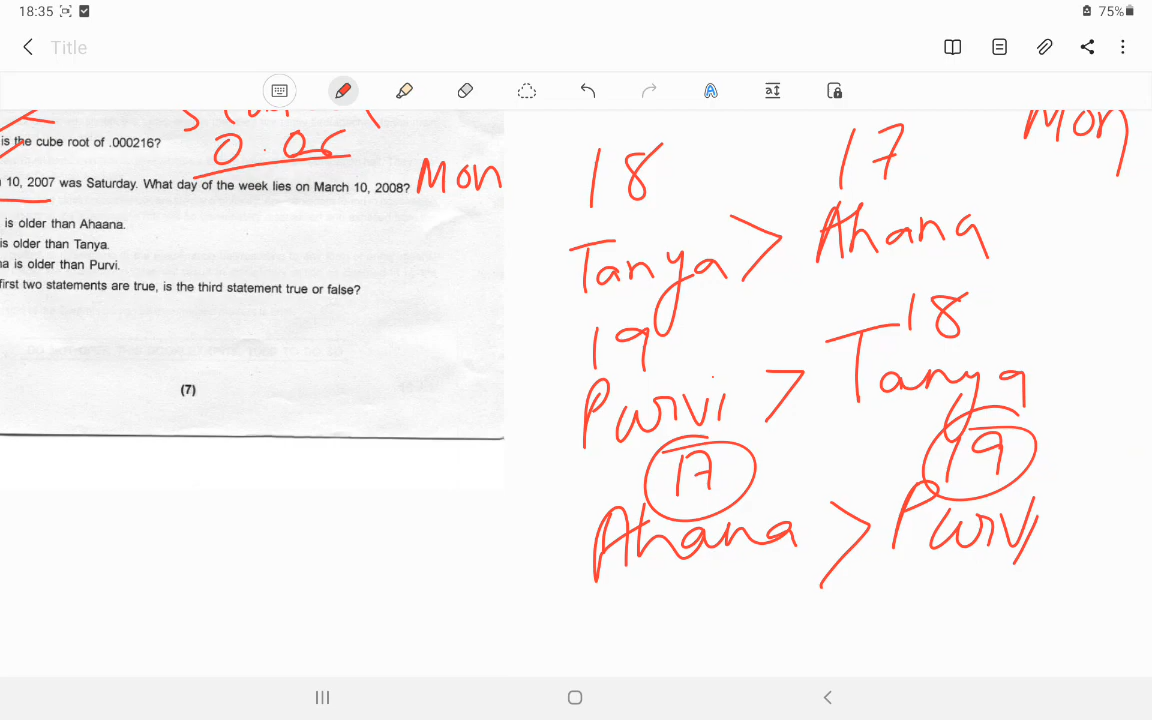 18:35
75%
Title
is the cube root of .000216?
0.06
10, 2007 was Saturday. What day of the week lies on March 10, 2008? Mon
is older than Ahaana.
is older than Tanya.
na is older than Purvi.
first two statements are true, is the third statement true or false?
(7)
Mon
18 17
Tanya > Ahana
19 18
Purvi > Tanya
17 19
Ahana > Purvi